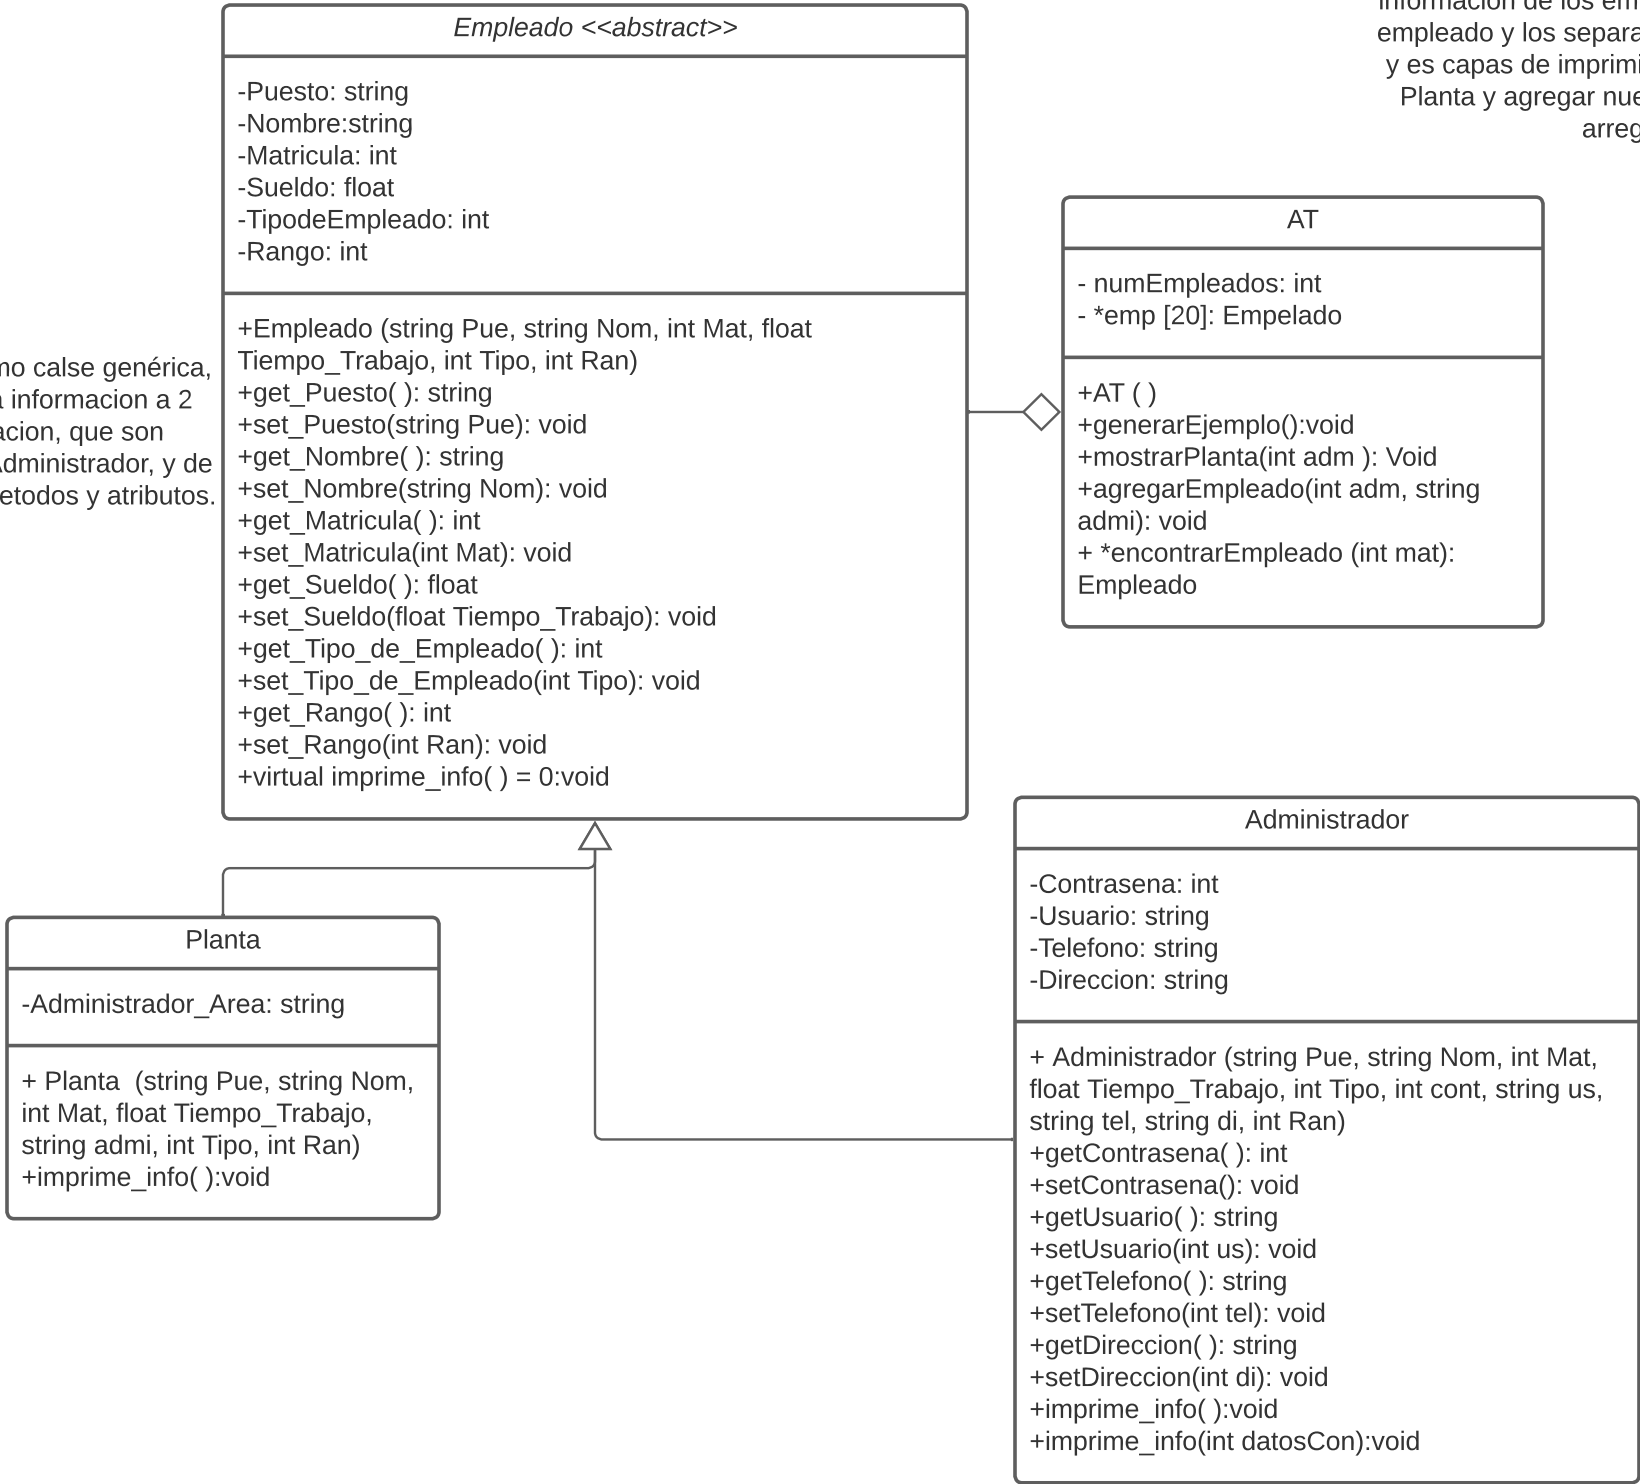 Empleado <<abstract>>
-Puesto: string
-Nombre:string
-Matricula: int
-Sueldo: float
-TipodeEmpleado: int
-Rango: int
+Empleado (string Pue, string Nom, int Mat, float
Tiempo_Trabajo, int Tipo, int Ran)
+get_Puesto( ): string
+set_Puesto(string Pue): void
+get_Nombre( ): string
+set_Nombre(string Nom): void
+get_Matricula( ): int
+set_Matricula(int Mat): void
+get_Sueldo( ): float
+set_Sueldo(float Tiempo_Trabajo): void
+get_Tipo_de_Empleado( ): int
+set_Tipo_de_Empleado(int Tipo): void
+get_Rango( ): int
+set_Rango(int Ran): void
+virtual imprime_info( ) = 0:void
de los
empleado y los
y es capas de
Planta y agregar
calse genérica,
informacion a 2
que son
y de
y atributos.
AT
- numEmpleados: int
- *emp [20]: Empelado
+AT ( )
+generarEjemplo():void
+mostrarPlanta(int adm ): Void
+agregarEmpleado(int adm, string
admi): void
+ *encontrarEmpleado (int mat):
Empleado
Planta
-Administrador_Area: string
+ Planta  (string Pue, string Nom,
int Mat, float Tiempo_Trabajo,
string admi, int Tipo, int Ran)
+imprime_info( ):void
Administrador
-Contrasena: int
-Usuario: string
-Telefono: string
-Direccion: string
+ Administrador (string Pue, string Nom, int Mat,
float Tiempo_Trabajo, int Tipo, int cont, string us,
string tel, string di, int Ran)
+getContrasena( ): int
+setContrasena(): void
+getUsuario( ): string
+setUsuario(int us): void
+getTelefono( ): string
+setTelefono(int tel): void
+getDireccion( ): string
+setDireccion(int di): void
+imprime_info( ):void
+imprime_info(int datosCon):void